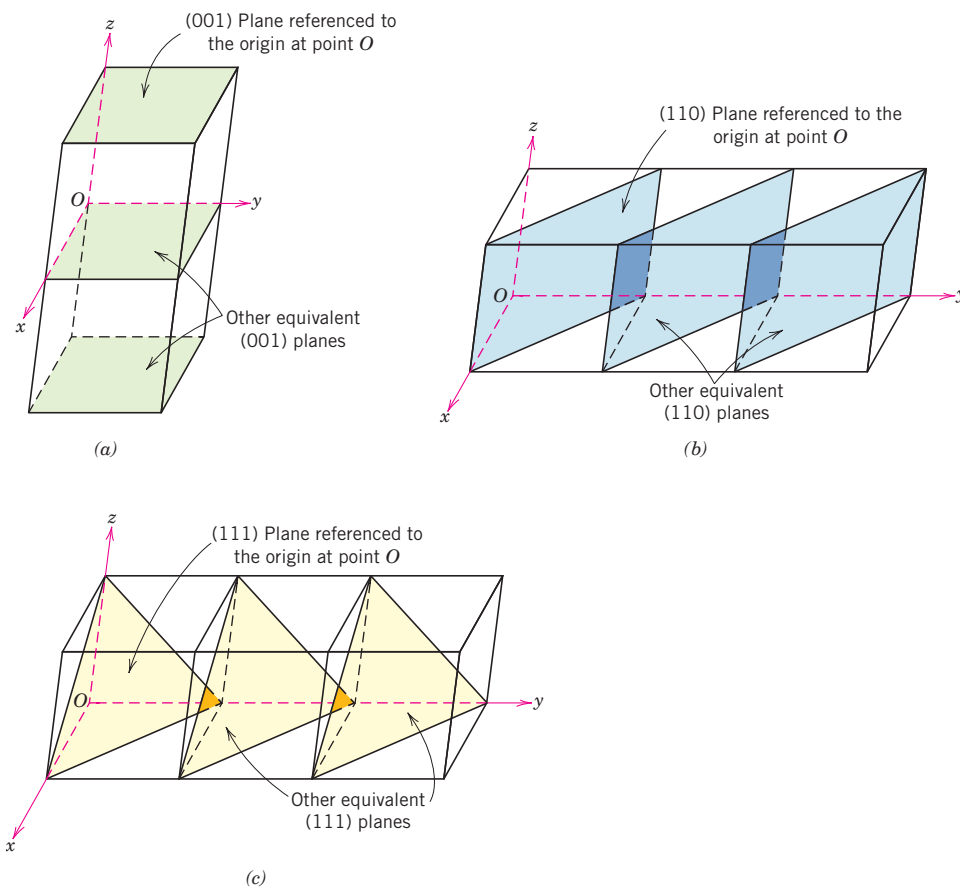 z
(001) Plane referenced to
the origin at point O
O
y
x
Other equivalent
(001) planes
(a)
z
(110) Plane referenced to the
origin at point O
O
y
x
Other equivalent
(110) planes
(b)
z
(111) Plane referenced to
the origin at point O
O
y
x
Other equivalent
(111) planes
(c)